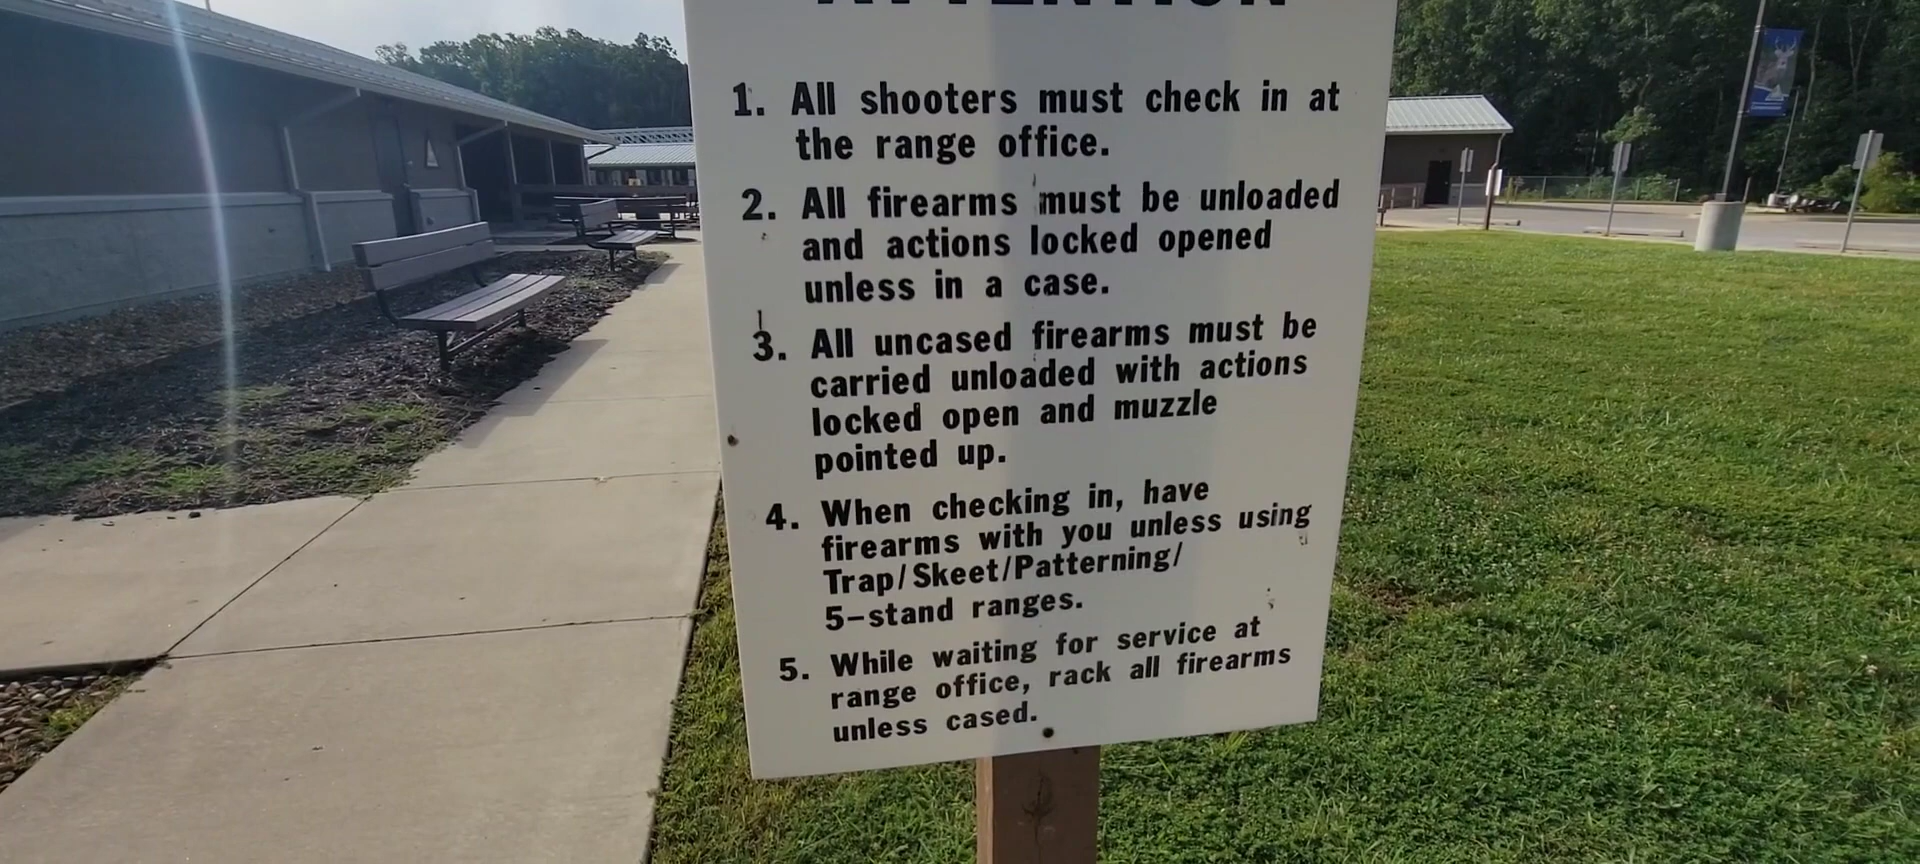 ATTENTION
1. All shooters must check in at
the range office.
2. All firearms must be unloaded
and actions locked opened
unless in a case.
3. All uncased firearms must be
carried unloaded with actions
locked open and muzzle
pointed up.
4. When checking in, have
firearms with you unless using
Trap/Skeet/Patterning/
5-stand ranges.
5. While waiting for service at
range office, rack all firearms
unless cased.